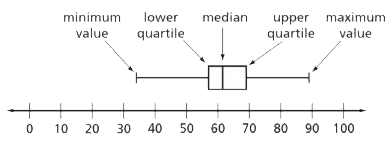 minimum lower median upper maximum
value quartile quartile value
0 10 20 30 40 50 60 70 80 90 100